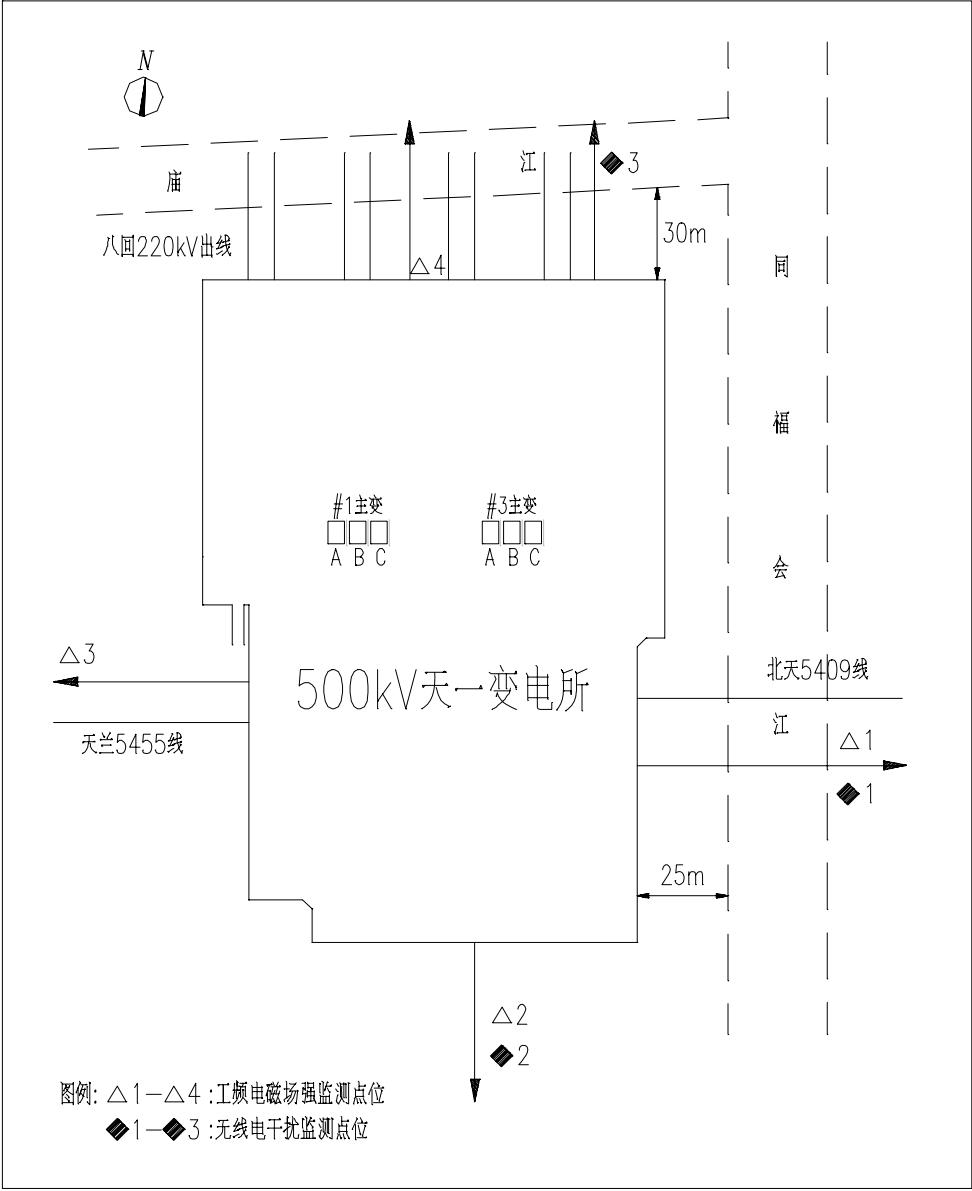 N
庙
江
◆3
八回220kV出线
30m
△4
同
福
会
江
#1主变
A B C
#3主变
A B C
△3
500kV天一变电所
北天5409线
天兰5455线
△1
◆1
25m
△2
◆2
图例: △1—△4 :工频电磁场强监测点位
◆1—◆3 :无线电干扰监测点位